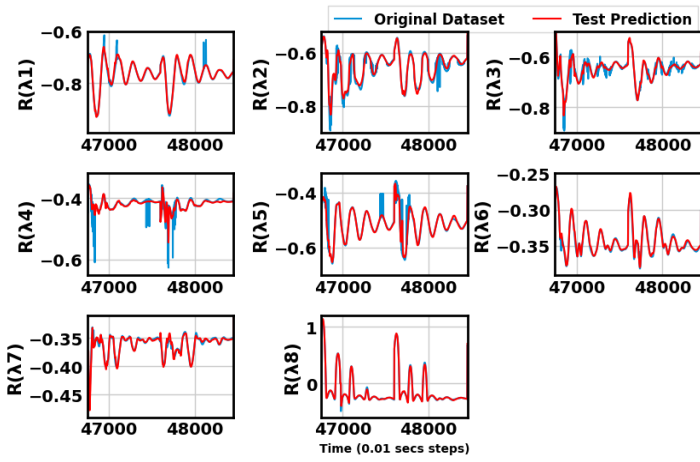 Original Dataset Test Prediction
−0.6
−0.8
R(λ1)
47000 48000
−0.6
−0.8
R(λ2)
47000 48000
−0.6
−0.8
R(λ3)
47000 48000
−0.4
−0.6
R(λ4)
47000 48000
−0.4
−0.6
R(λ5)
47000 48000
−0.25
−0.30
−0.35
R(λ6)
47000 48000
−0.35
−0.40
−0.45
R(λ7)
47000 48000
1
0
R(λ8)
47000 48000
Time (0.01 secs steps)